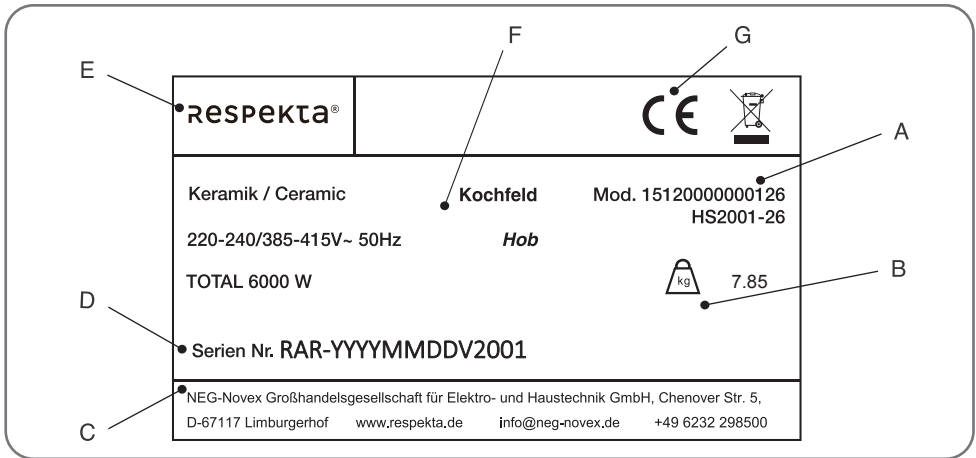 F
G
E
Respekta®
CE
A
Keramik / Ceramic Kochfeld Mod. 15120000000126
HS2001-26
220-240/385-415V~ 50Hz Hob
TOTAL 6000 W kg 7.85
B
D
Serien Nr. RAR-YYYYMMDDV2001
NEG-Novex Großhandelsgesellschaft für Elektro- und Haustechnik GmbH, Chenover Str. 5,
C
D-67117 Limburgerhof www.respekta.de info@neg-novex.de +49 6232 298500